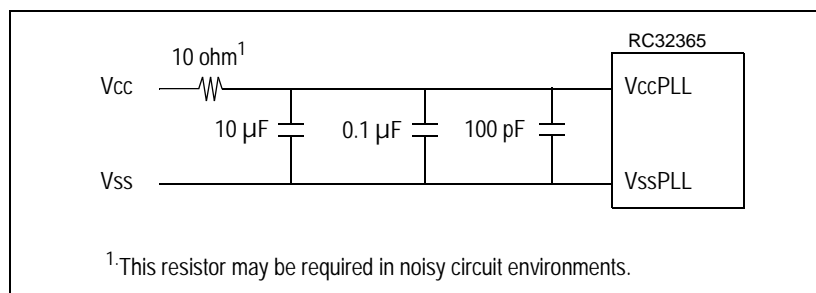 RC32365
10 ohm1
Vcc
VccPLL
10 µF
0.1 µF
100 pF
Vss
VssPLL
1.This resistor may be required in noisy circuit environments.